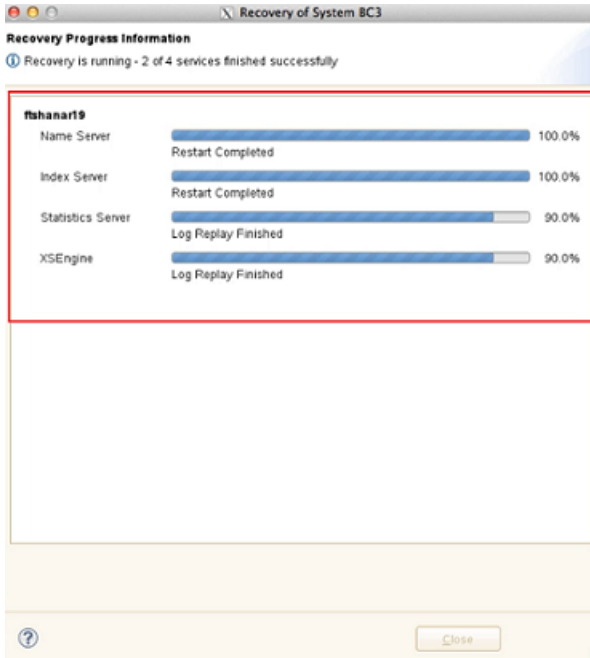 Recovery of System BC3
Recovery Progress Information
Recovery is running - 2 of 4 services finished successfully
ftshanar19
Name Server 100.0%
Restart Completed
Index Server 100.0%
Restart Completed
Statistics Server 90.0%
Log Replay Finished
XSEngine 90.0%
Log Replay Finished
Close